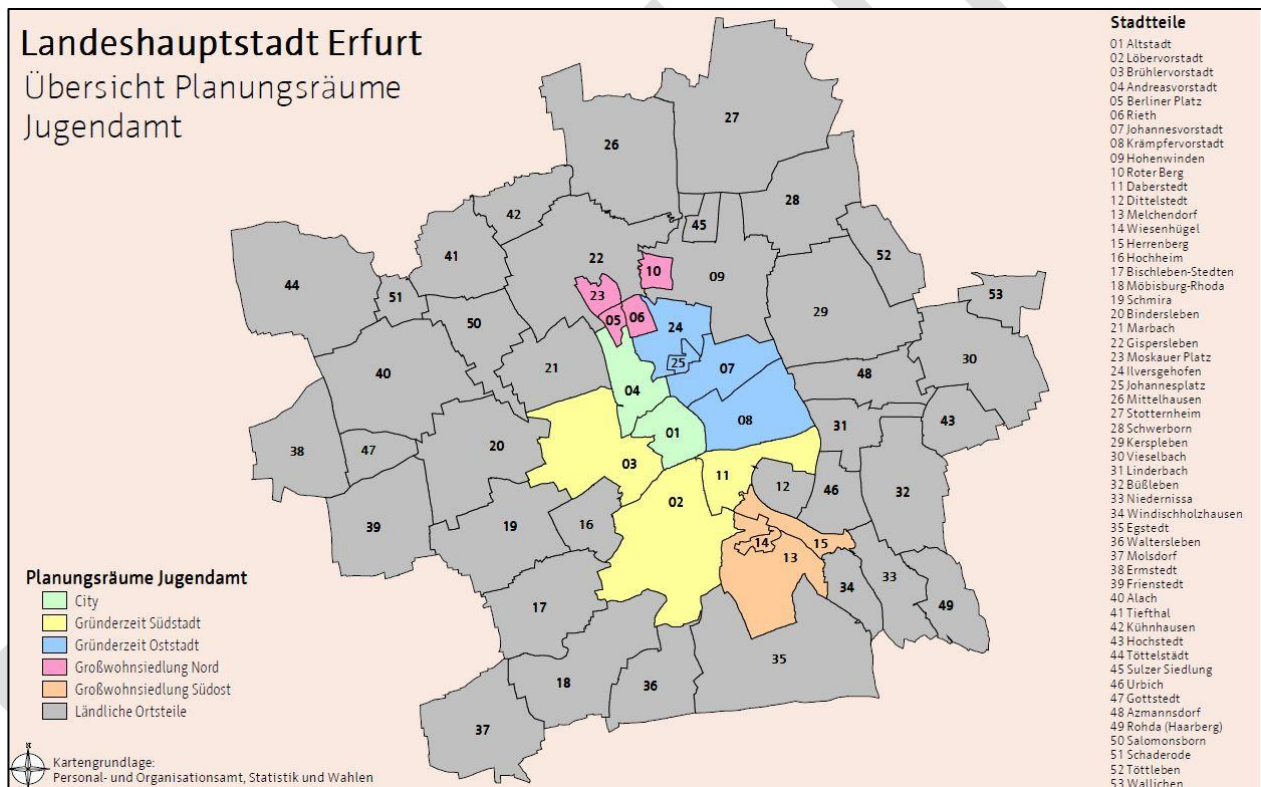 Landeshauptstadt Erfurt
Übersicht Planungsräume
Jugendamt
Stadtteile
01 Altstadt
02 Löbervorstadt
03 Brühlervorstadt
04 Andreasvorstadt
05 Berliner Platz
06 Rieth
07 Johannesvorstadt
08 Krämpfervorstadt
09 Hohenwinden
10 Roter Berg
11 Daberstedt
12 Dittelstedt
13 Melchendorf
14 Wiesenhügel
15 Herrenberg
16 Hochheim
17 Bischleben-Stedten
18 Möbisburg-Rhoda
19 Schmira
20 Bindersleben
21 Marbach
22 Gispersleben
23 Moskauer Platz
24 Ilversgehofen
25 Johannesplatz
26 Mittelhausen
27 Stotternheim
28 Schwerborn
29 Kerspleben
30 Vieselbach
31 Linderbach
32 Büßleben
33 Niedernissa
34 Windischholzhausen
35 Egstedt
36 Waltersleben
37 Molsdorf
38 Ermstedt
39 Frienstedt
40 Alach
41 Tiefthal
42 Kühnhausen
43 Hochstedt
44 Töttelstädt
45 Sulzer Siedlung
46 Urbich
47 Gottstedt
48 Azmannsdorf
49 Rohda (Haarberg)
50 Salomonsborn
51 Schaderode
52 Töttleben
53 Wallichen
27
26
28
42
45
41
22
52
10
09
44
23
53
51
05
06
24
29
50
25
30
21
07
40
48
04
08
43
01
31
38
47
20
03
11
12
46
32
02
39
19
16
14
15
13
34
33
49
17
35
18
36
37
Planungsräume Jugendamt
City
Gründerzeit Südstadt
Gründerzeit Oststadt
Großwohnsiedlung Nord
Großwohnsiedlung Südost
Ländliche Ortsteile
N
Kartengrundlage:
Personal- und Organisationsamt, Statistik und Wahlen